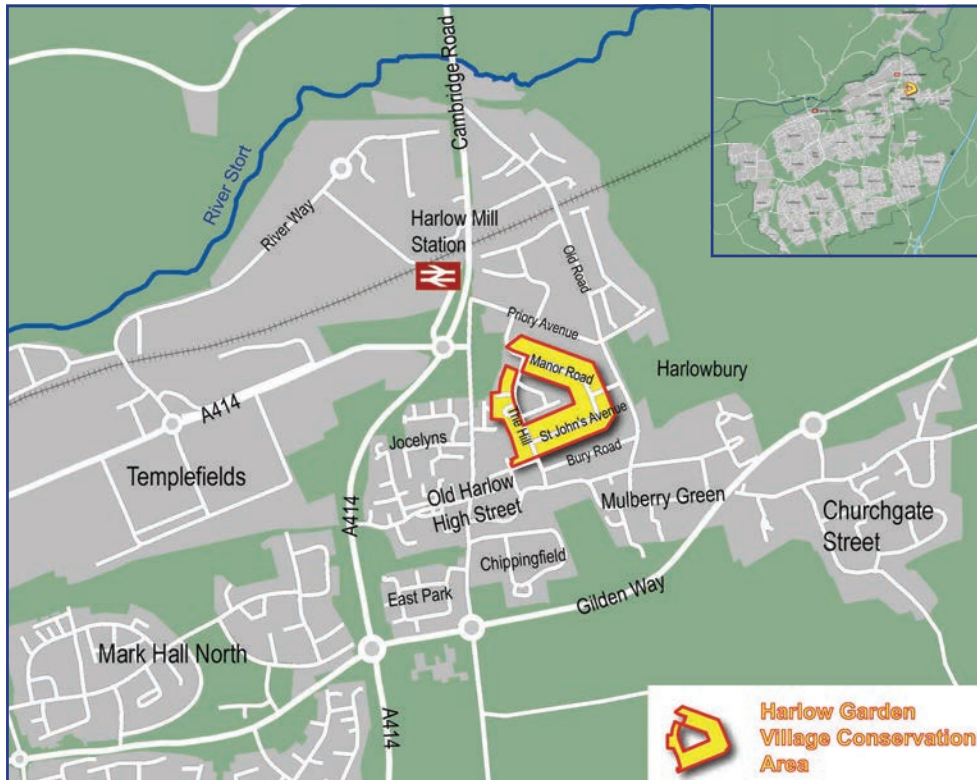 Cambridge Road
River Stort
River Way
Harlow Mill
Station
Old Road
Priory Avenue
Manor Road
Harlowbury
A414
The Hill
St John's Avenue
Jocelyns
Bury Road
Templefields
Old Harlow
High Street
Mulberry Green
A414
Churchgate
Street
Chippingfield
East Park
Gilden Way
Mark Hall North
A414
Harlow Garden
Village Conservation
Area